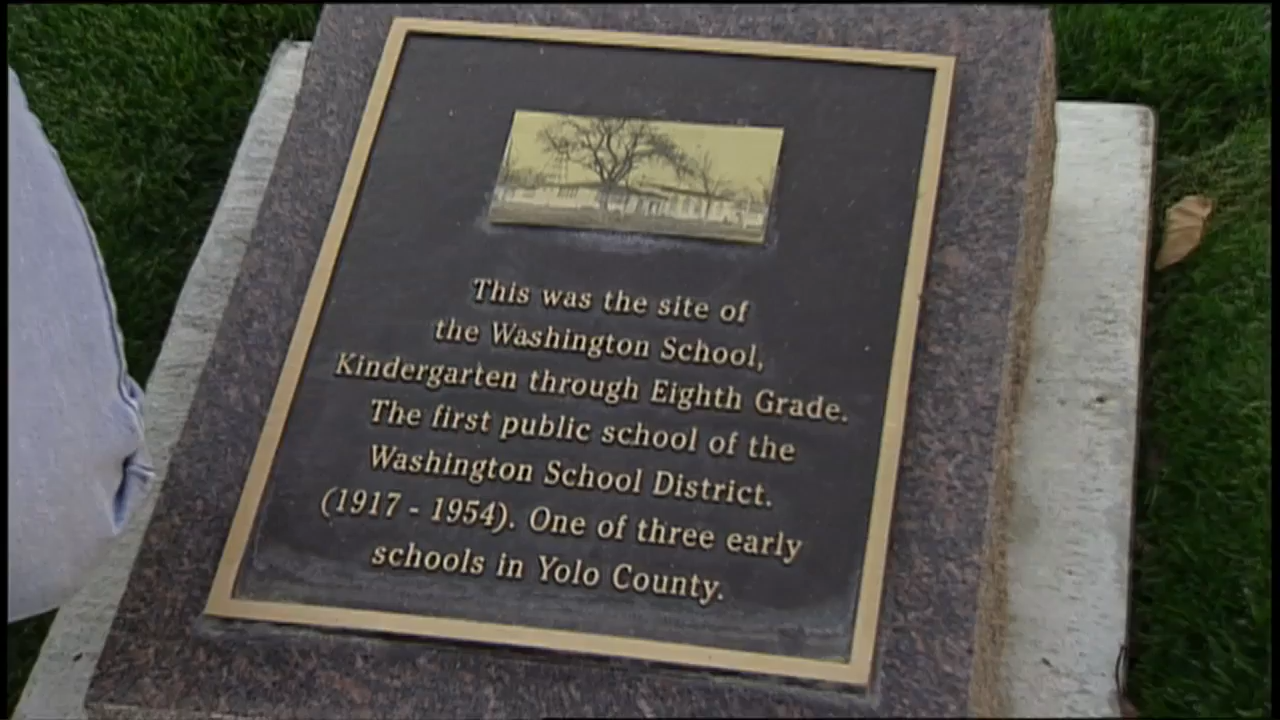 This was the site of
the Washington School,
Kindergarten through Eighth Grade.
The first public school of the
Washington School District.
(1917 - 1954). One of three early
schools in Yolo County.